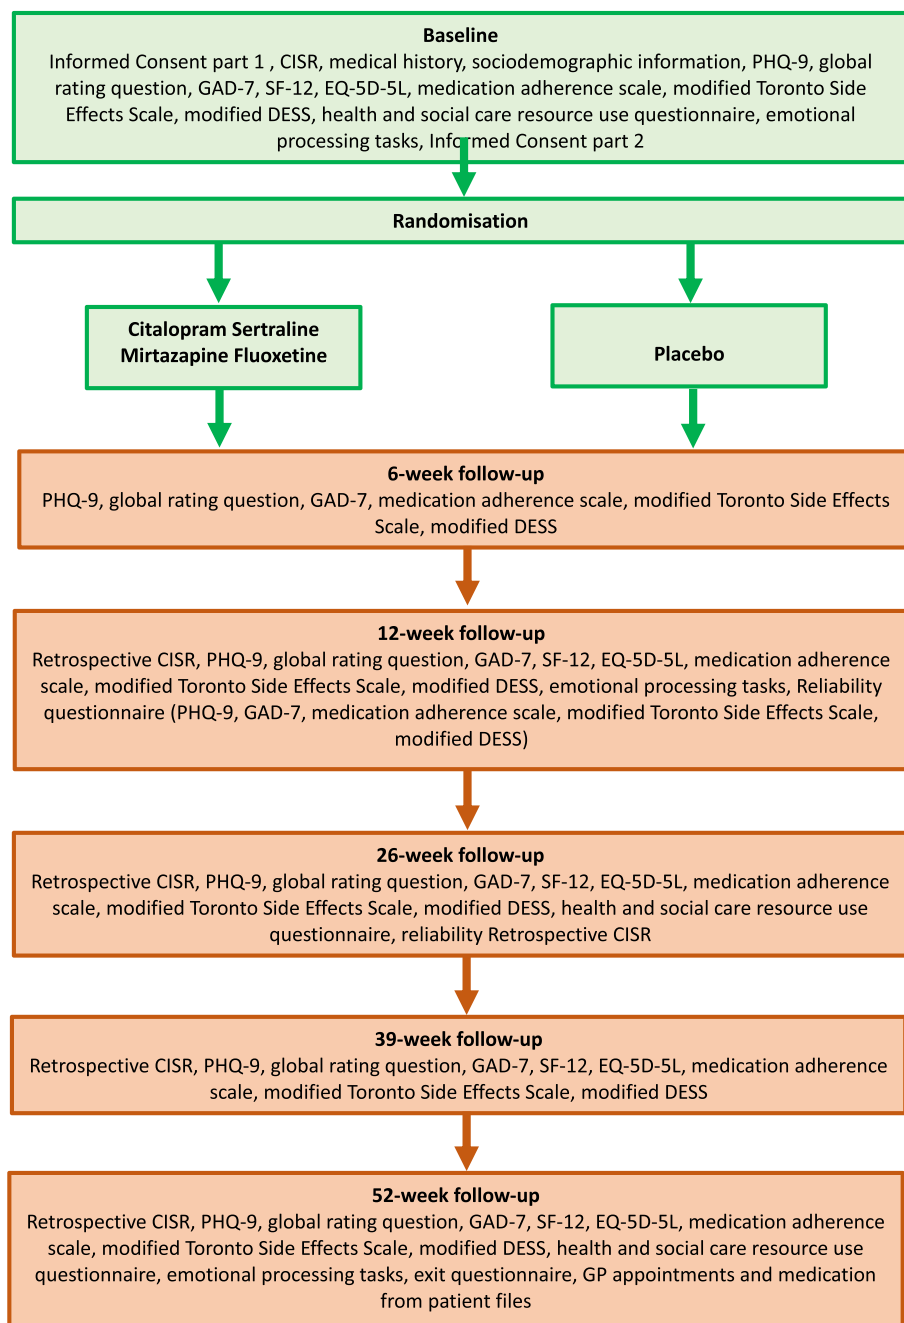 Baseline
Informed Consent part 1 , CISR, medical history, sociodemographic information, PHQ-9, global
rating question, GAD-7, SF-12, EQ-5D-5L, medication adherence scale, modified Toronto Side
Effects Scale, modified DESS, health and social care resource use questionnaire, emotional
processing tasks, Informed Consent part 2
Randomisation
Citalopram Sertraline
Mirtazapine Fluoxetine
Placebo
6-week follow-up
PHQ-9, global rating question, GAD-7, medication adherence scale, modified Toronto Side Effects
Scale, modified DESS
12-week follow-up
Retrospective CISR, PHQ-9, global rating question, GAD-7, SF-12, EQ-5D-5L, medication adherence
scale, modified Toronto Side Effects Scale, modified DESS, emotional processing tasks, Reliability
questionnaire (PHQ-9, GAD-7, medication adherence scale, modified Toronto Side Effects Scale,
modified DESS)
26-week follow-up
Retrospective CISR, PHQ-9, global rating question, GAD-7, SF-12, EQ-5D-5L, medication adherence
scale, modified Toronto Side Effects Scale, modified DESS, health and social care resource use
questionnaire, reliability Retrospective CISR
39-week follow-up
Retrospective CISR, PHQ-9, global rating question, GAD-7, SF-12, EQ-5D-5L, medication adherence
scale, modified Toronto Side Effects Scale, modified DESS
52-week follow-up
Retrospective CISR, PHQ-9, global rating question, GAD-7, SF-12, EQ-5D-5L, medication adherence
scale, modified Toronto Side Effects Scale, modified DESS, health and social care resource use
questionnaire, emotional processing tasks, exit questionnaire, GP appointments and medication
from patient files